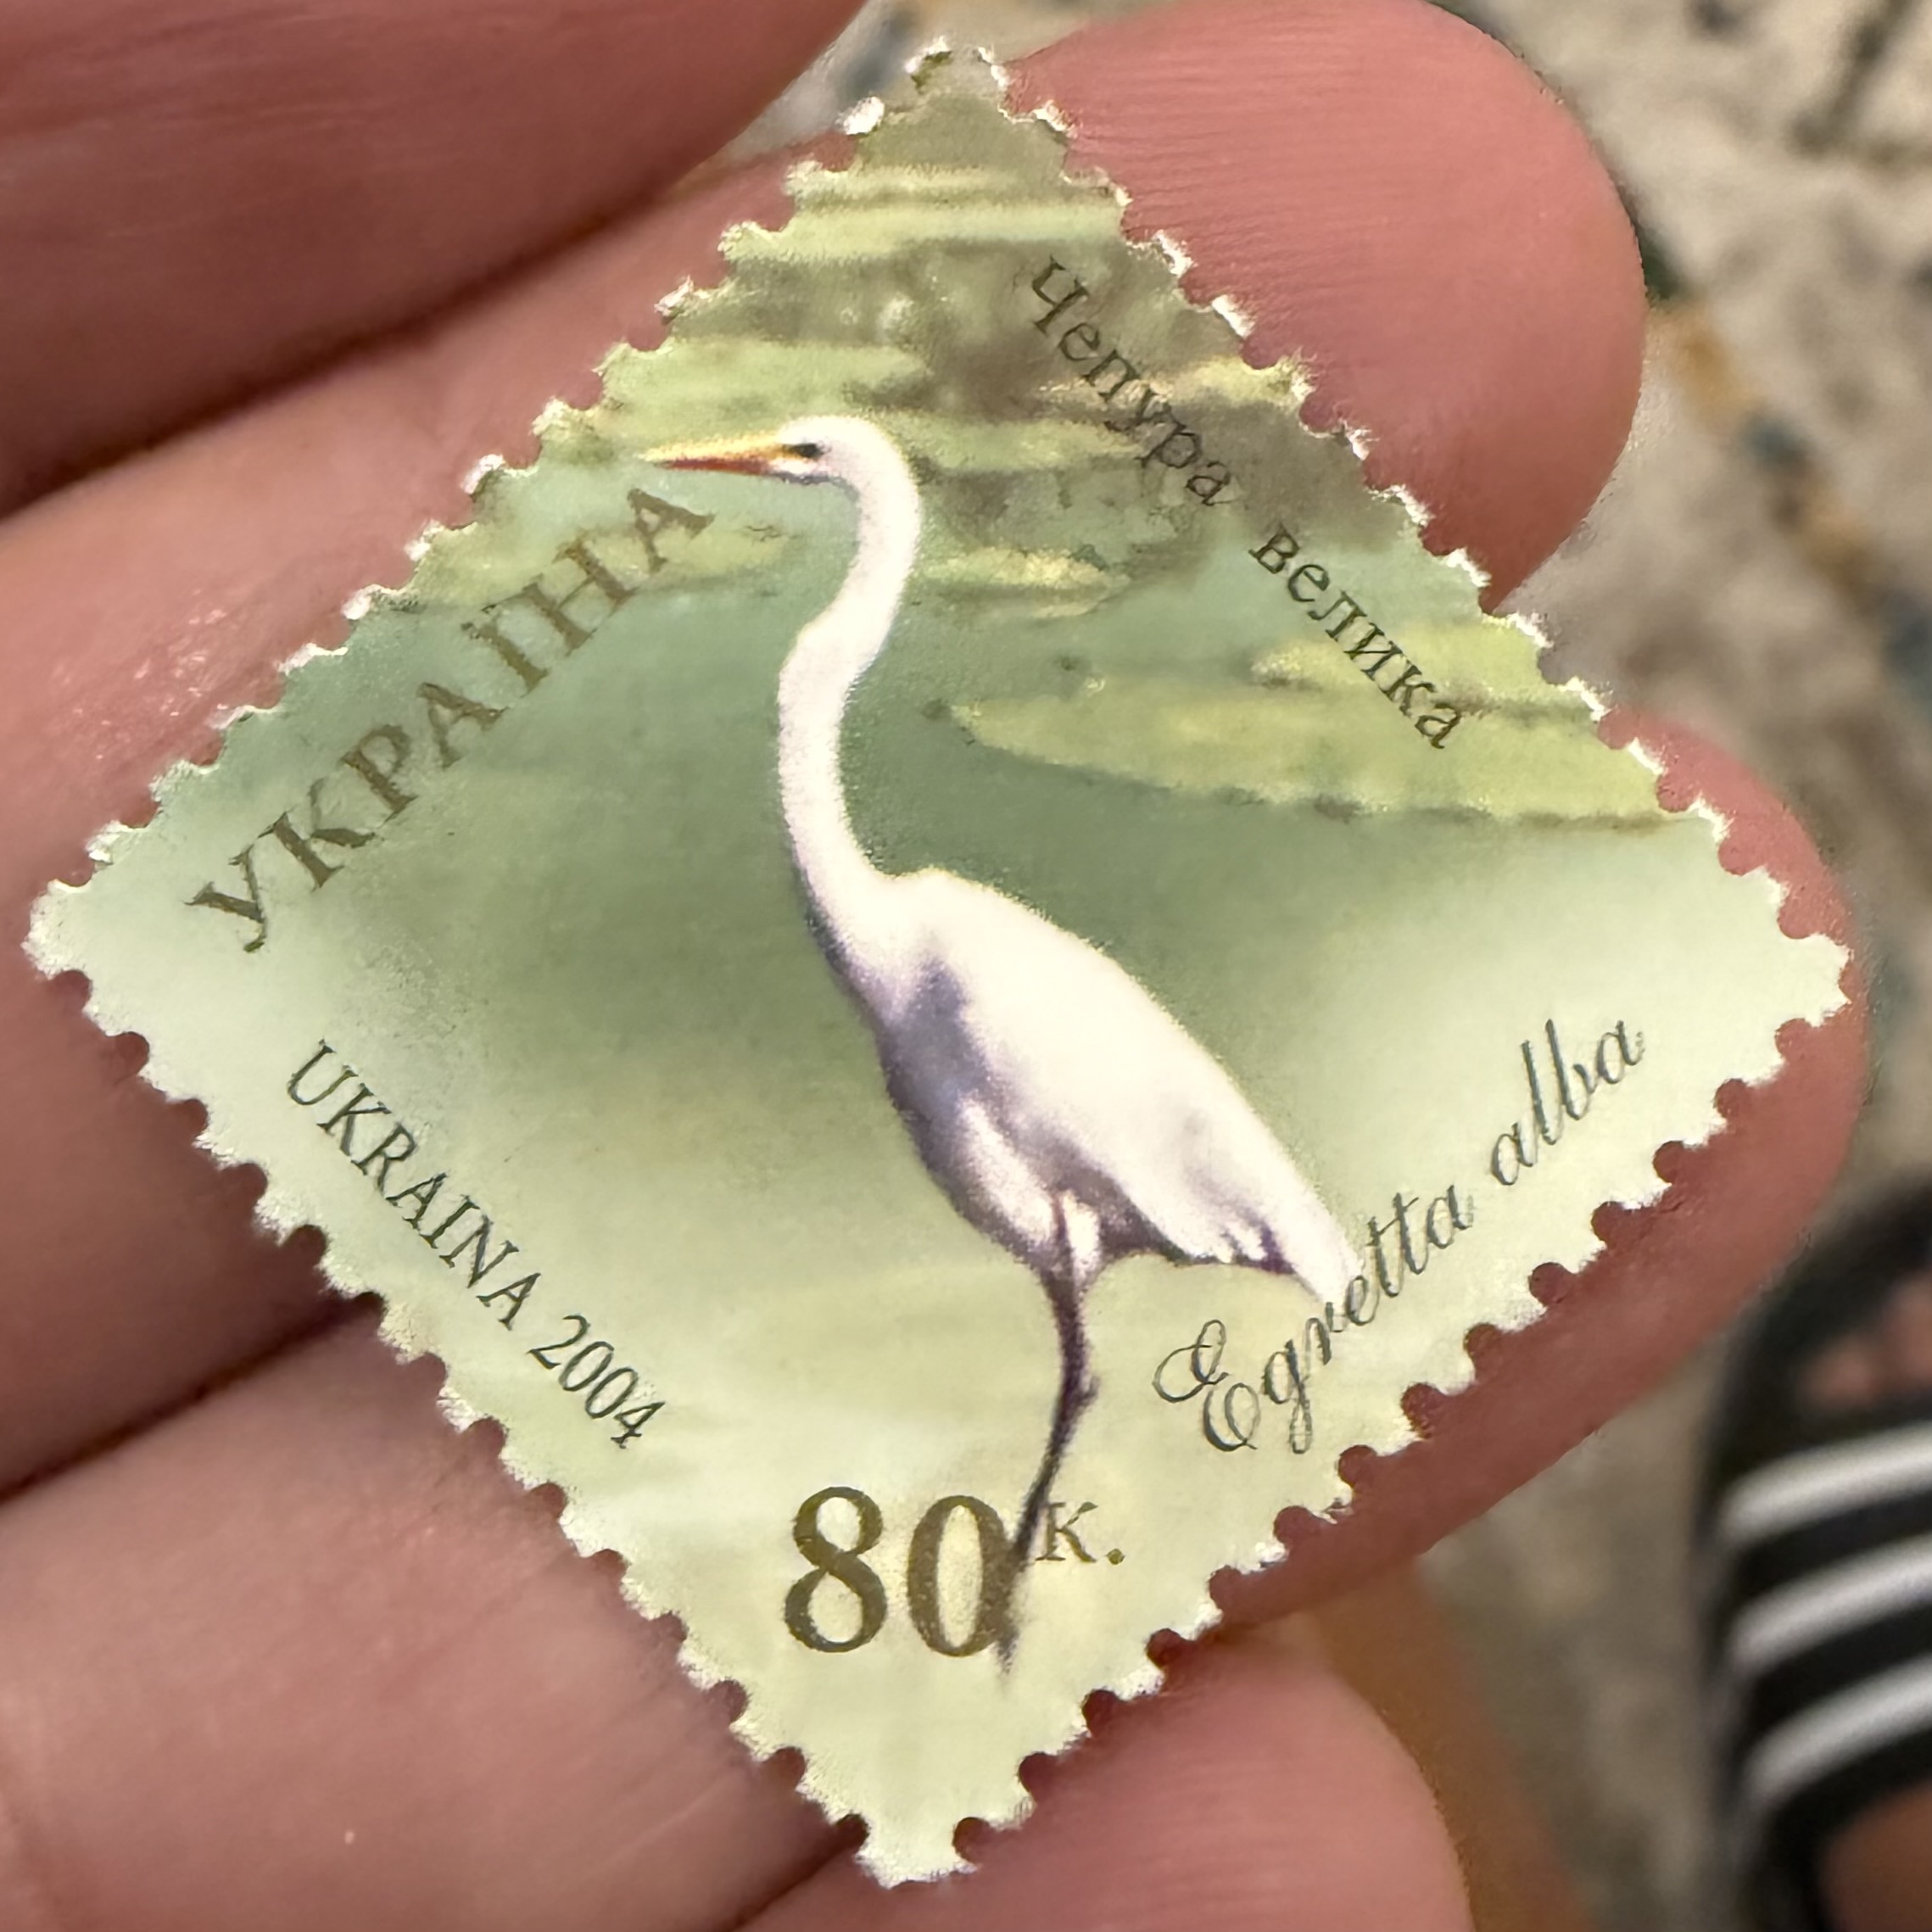 УКРАЇНА
Чепура велика
UKRAINA 2004
Egretta alba
80 К.